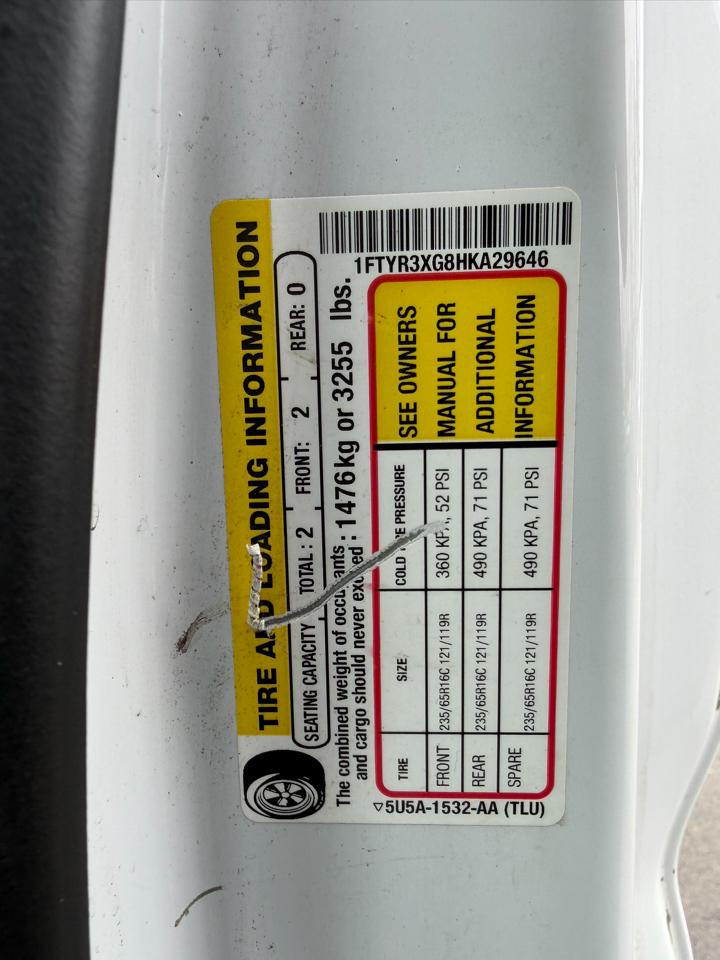 TIRE AND LOADING INFORMATION
SEATING CAPACITY TOTAL: 2 FRONT: 2 REAR: 0
The combined weight of occupants
and cargo should never exceed : 1476 kg or 3255 lbs.
1FTYR3XG8HKA29646
TIRE SIZE COLD TIRE PRESSURE
FRONT 235/65R16C 121/119R 360 KPA, 52 PSI
REAR 235/65R16C 121/119R 490 KPA, 71 PSI
SPARE 235/65R16C 121/119R 490 KPA, 71 PSI
SEE OWNERS
MANUAL FOR
ADDITIONAL
INFORMATION
5U5A-1532-AA (TLU)